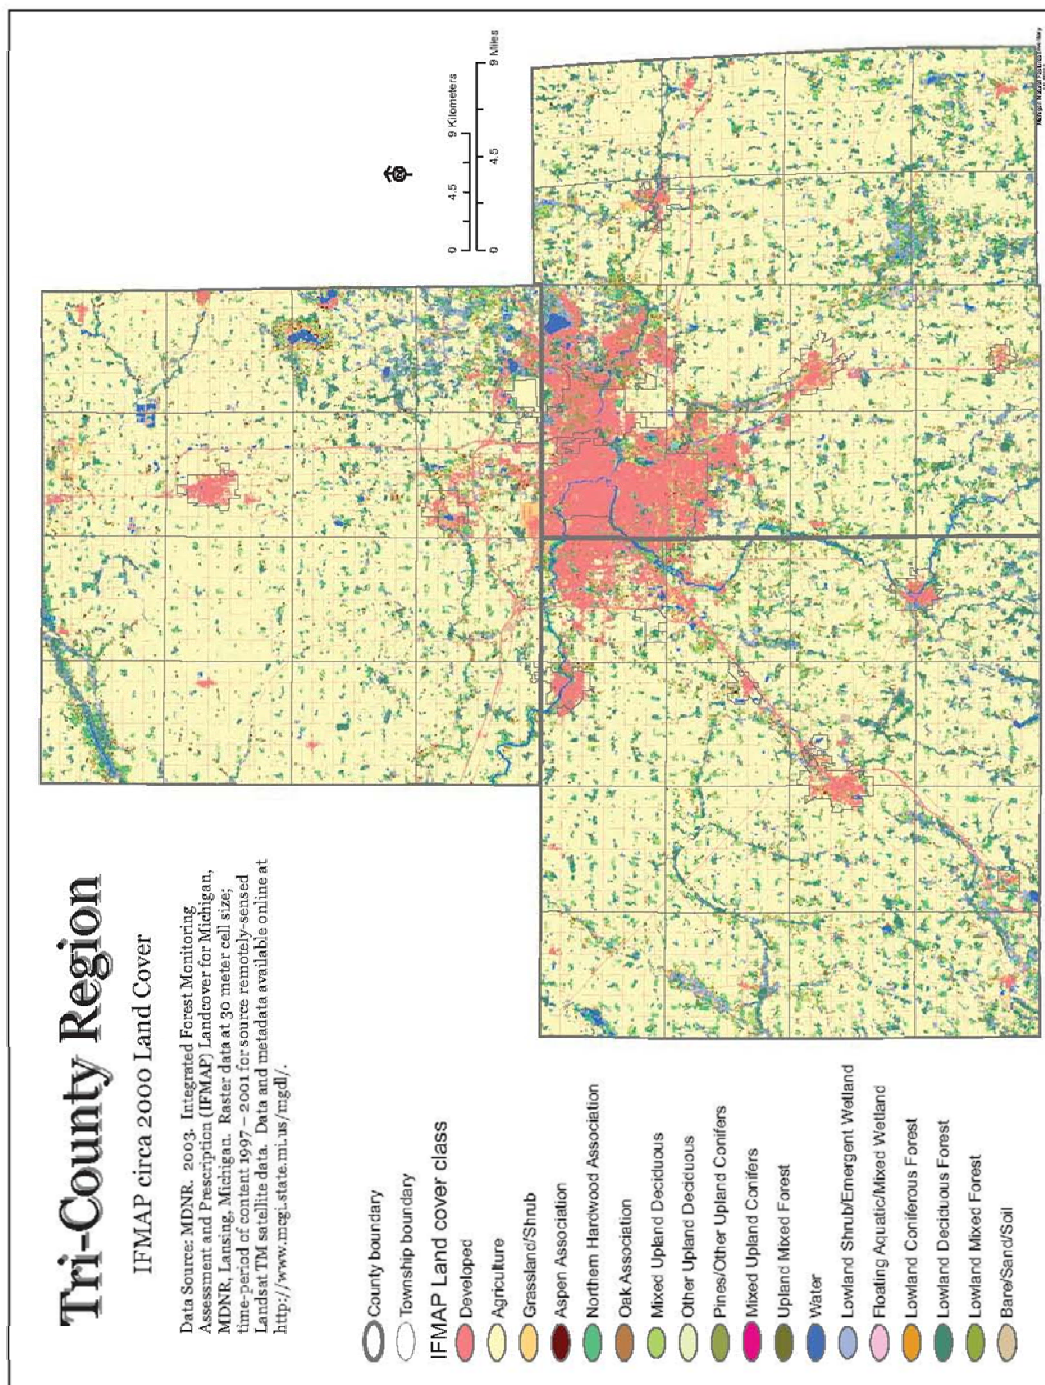 Tri-County Region
IFMAP circa 2000 Land Cover
Data Source: MDNR. 2003. Integrated Forest Monitoring
Assessment and Prescription (IFMAP) Landcover for Michigan,
MDNR, Lansing, Michigan. Raster data at 30 meter cell size;
time-period of content 1997 – 2001 for source remotely-sensed
Landsat TM satellite data. Data and metadata available online at
http://www.mcgi.state.mi.us/mgdl/.
County boundary
Township boundary
IFMAP Land cover class
Developed
Agriculture
Grassland/Shrub
Aspen Association
Northern Hardwood Association
Oak Association
Mixed Upland Deciduous
Other Upland Deciduous
Pines/Other Upland Conifers
Mixed Upland Conifers
Upland Mixed Forest
Water
Lowland Shrub/Emergent Wetland
Floating Aquatic/Mixed Wetland
Lowland Coniferous Forest
Lowland Deciduous Forest
Lowland Mixed Forest
Bare/Sand/Soil
0 4.5 9 Kilometers
0 4.5 9 Miles